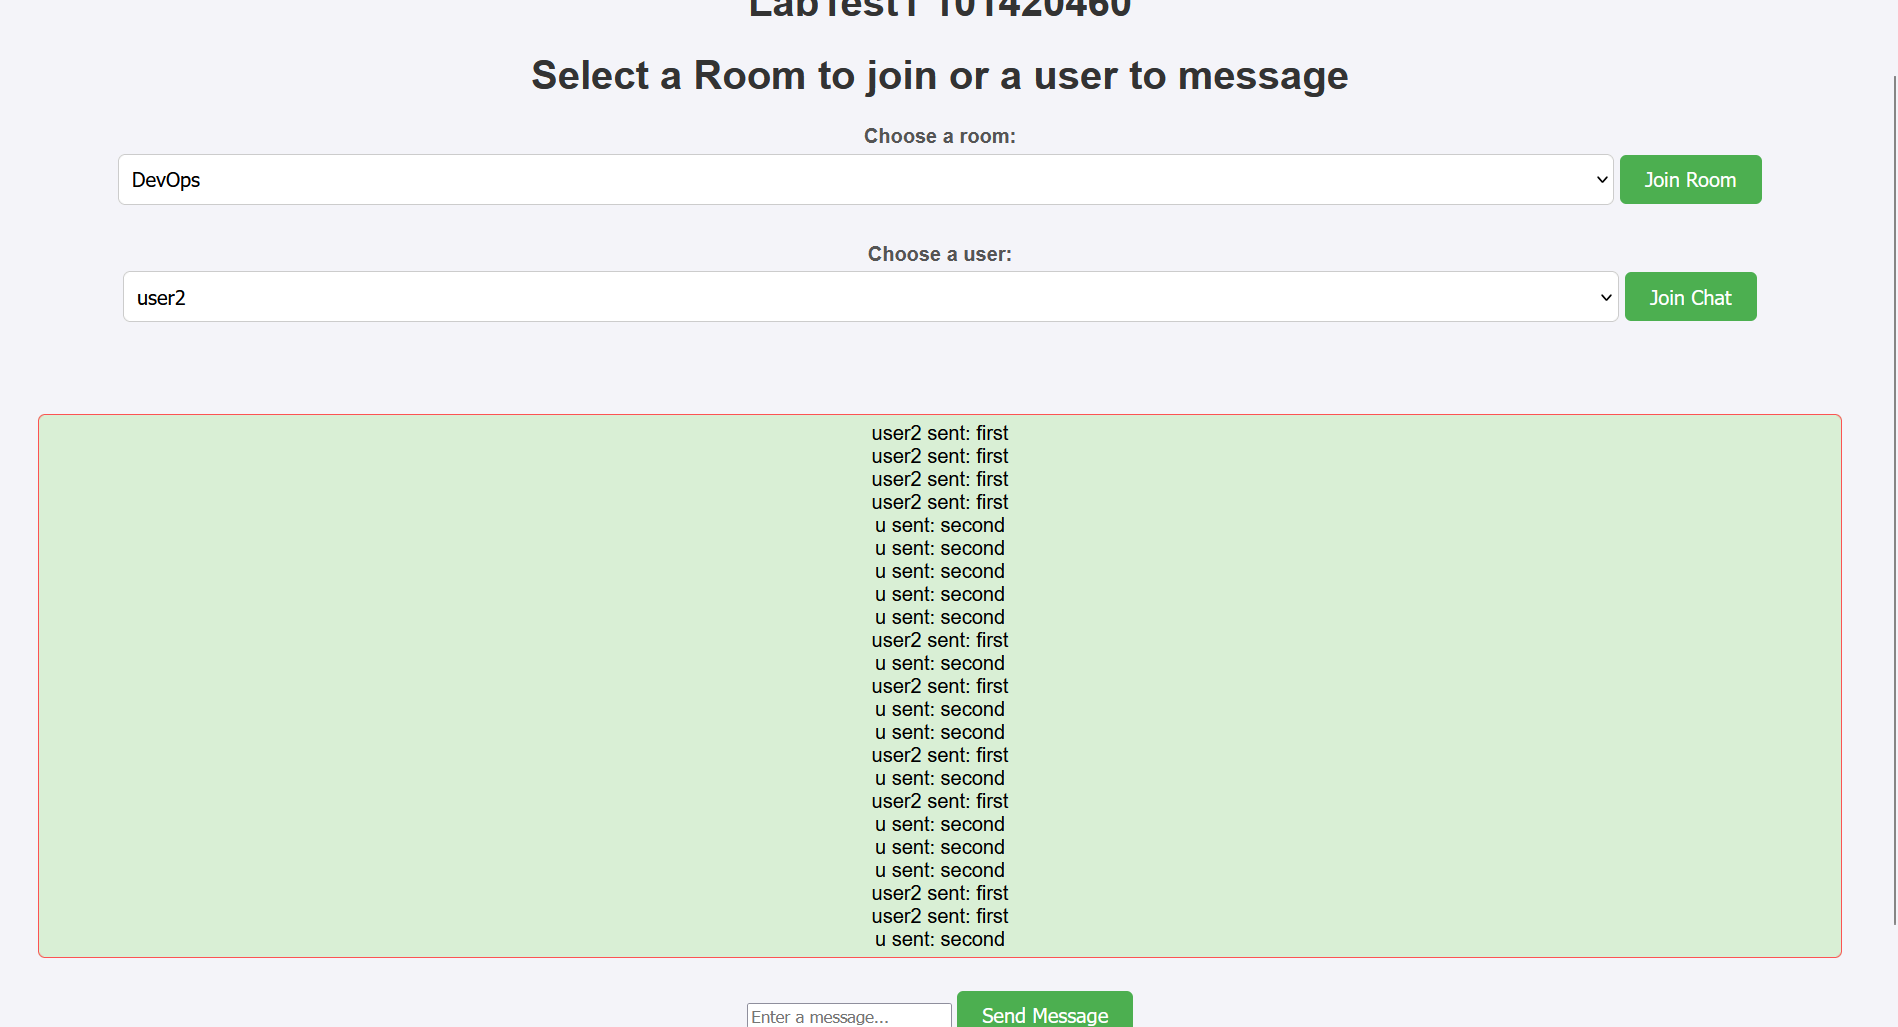 LabTest1 101420460
Select a Room to join or a user to message
Choose a room:
DevOps
Join Room
Choose a user:
user2
Join Chat
user2 sent: first
user2 sent: first
user2 sent: first
user2 sent: first
u sent: second
u sent: second
u sent: second
u sent: second
u sent: second
user2 sent: first
u sent: second
user2 sent: first
u sent: second
u sent: second
user2 sent: first
u sent: second
user2 sent: first
u sent: second
u sent: second
u sent: second
user2 sent: first
user2 sent: first
u sent: second
Enter a message...
Send Message